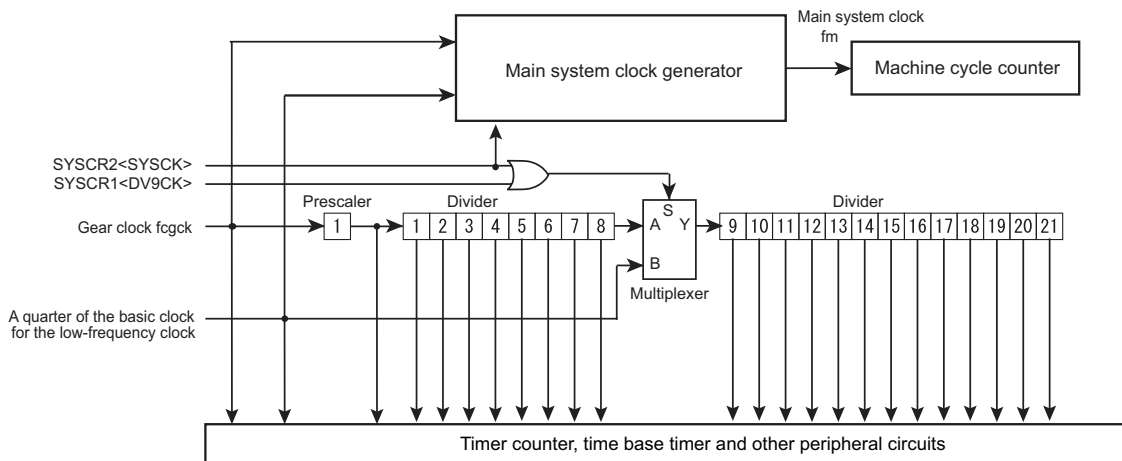 Main system clock
fm
Main system clock generator
Machine cycle counter
SYSCR2<SYSCK>
SYSCR1<DV9CK>
Prescaler
Divider
Divider
Gear clock fcgck
1
1 2 3 4 5 6 7 8
S
A Y
B
9 10 11 12 13 14 15 16 17 18 19 20 21
Multiplexer
A quarter of the basic clock
for the low-frequency clock
Timer counter, time base timer and other peripheral circuits